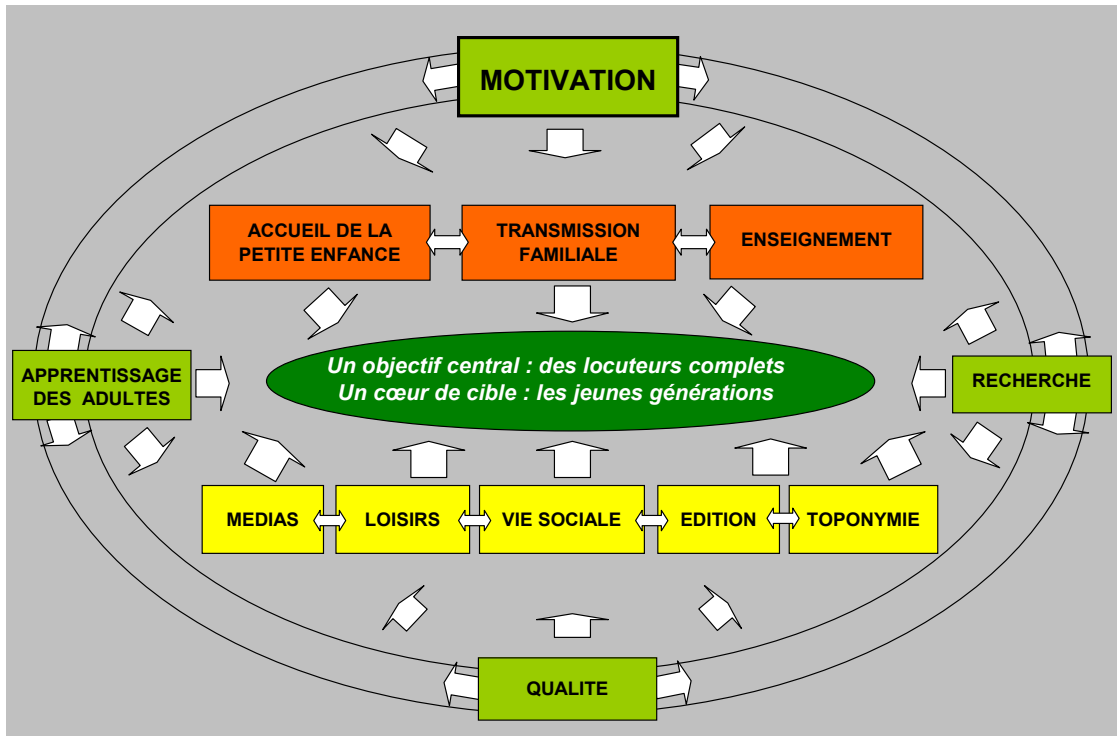 MOTIVATION
ACCUEIL DE LA
PETITE ENFANCE
TRANSMISSION
FAMILIALE
ENSEIGNEMENT
Un objectif central : des locuteurs complets
Un cœur de cible : les jeunes générations
APPRENTISSAGE
DES ADULTES
RECHERCHE
MEDIAS
LOISIRS
VIE SOCIALE
EDITION
TOPONYMIE
QUALITE